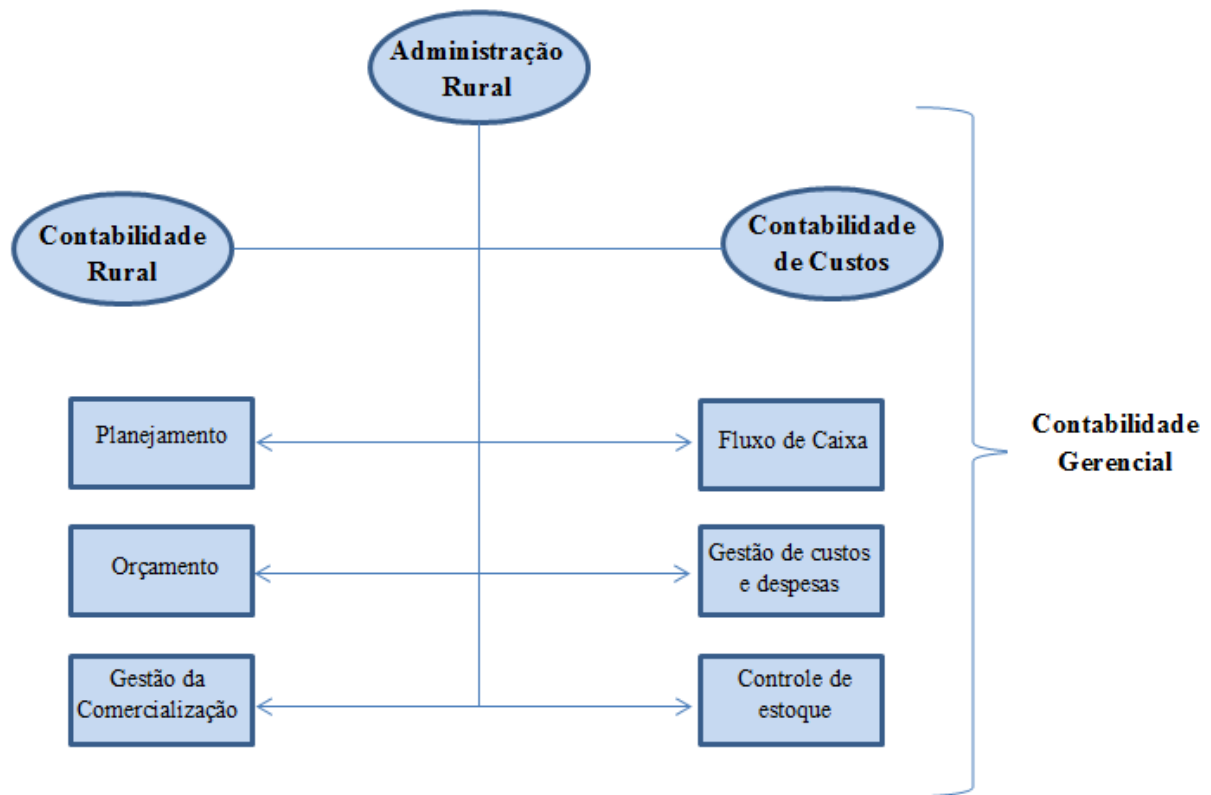 Administração
Rural
Contabilidade
Rural
Contabilidade
de Custos
Planejamento
Fluxo de Caixa
Orçamento
Gestão de custos
e despesas
Gestão da
Comercialização
Controle de
estoque
Contabilidade
Gerencial